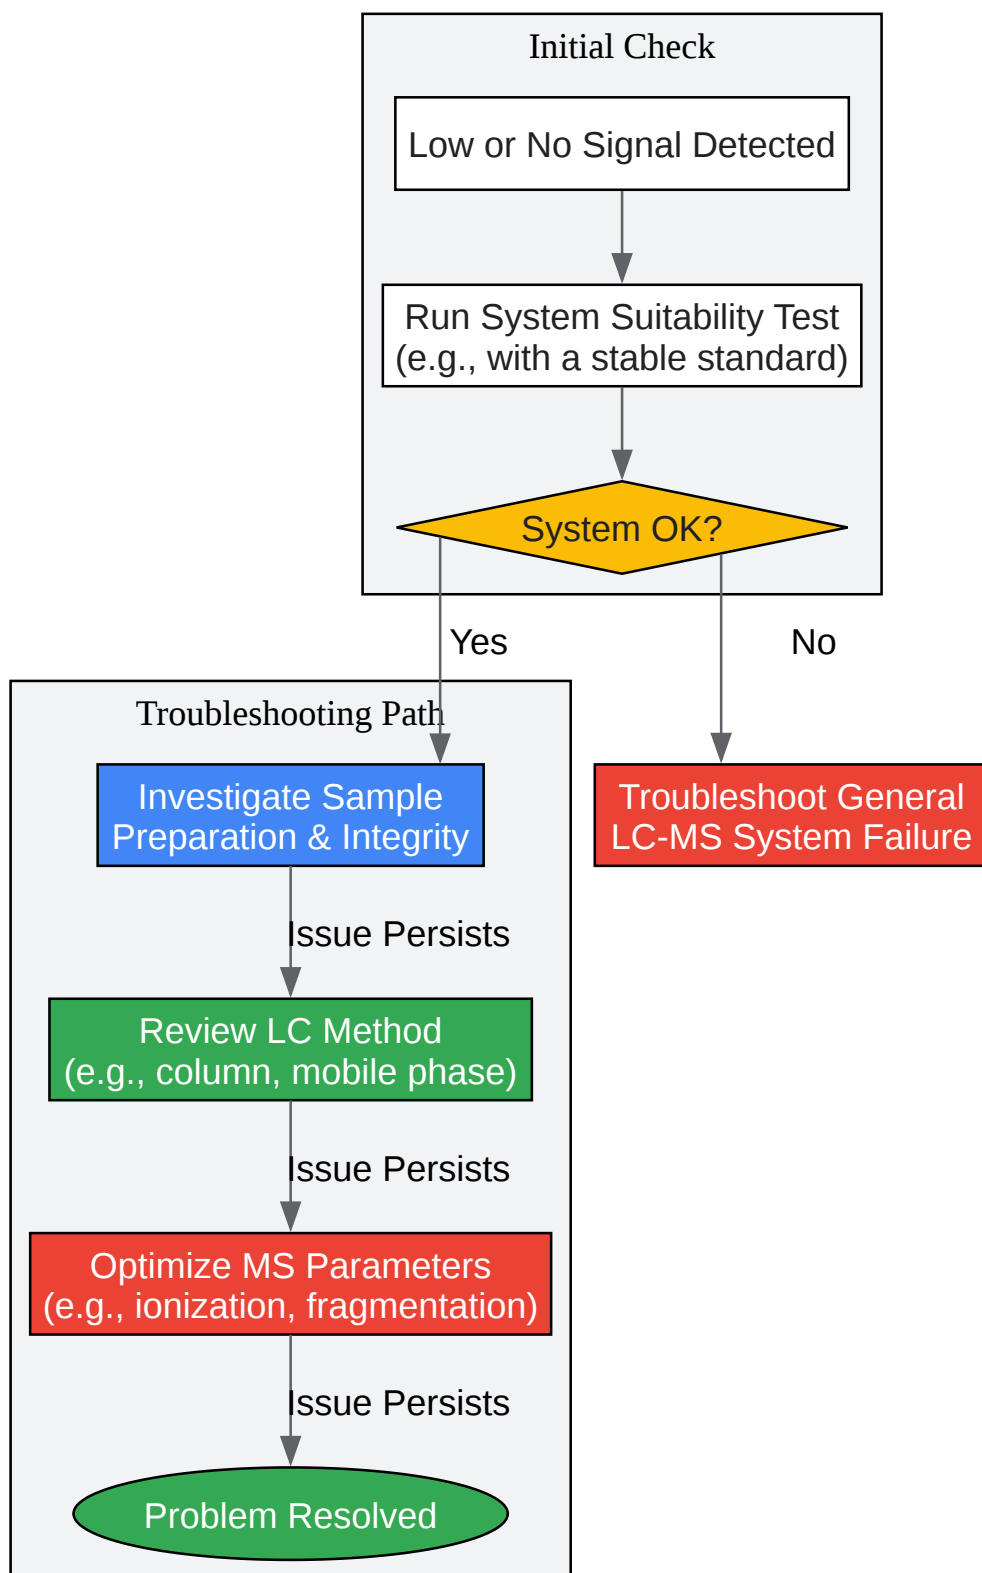 Initial Check
Low or No Signal Detected
Run System Suitability Test
(e.g., with a stable standard)
System OK?
Yes
No
Troubleshooting Path
Investigate Sample
Preparation & Integrity
Troubleshoot General
LC-MS System Failure
Issue Persists
Review LC Method
(e.g., column, mobile phase)
Issue Persists
Optimize MS Parameters
(e.g., ionization, fragmentation)
Issue Persists
Problem Resolved